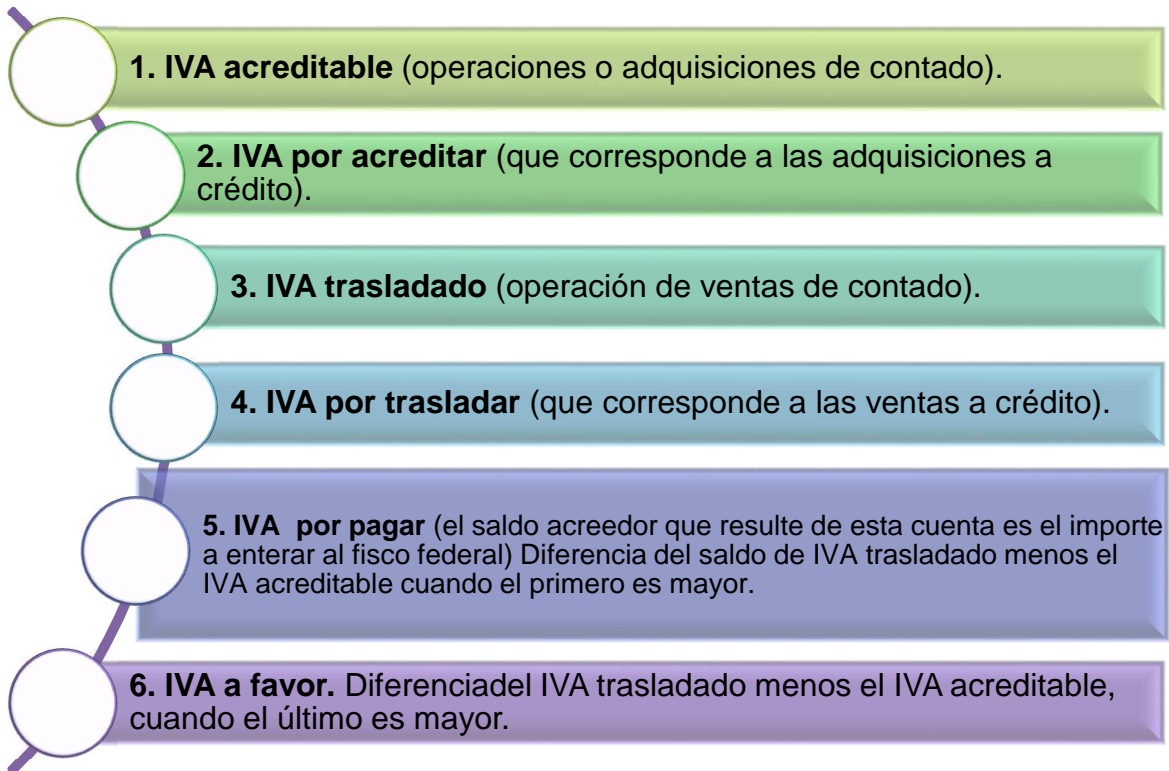 1. IVA acreditable (operaciones o adquisiciones de contado).
2. IVA por acreditar (que corresponde a las adquisiciones a
crédito).
3. IVA trasladado (operación de ventas de contado).
4. IVA por trasladar (que corresponde a las ventas a crédito).
5. IVA  por pagar (el saldo acreedor que resulte de esta cuenta es el importe
a enterar al fisco federal) Diferencia del saldo de IVA trasladado menos el
IVA acreditable cuando el primero es mayor.
6. IVA a favor. Diferenciadel IVA trasladado menos el IVA acreditable,
cuando el último es mayor.